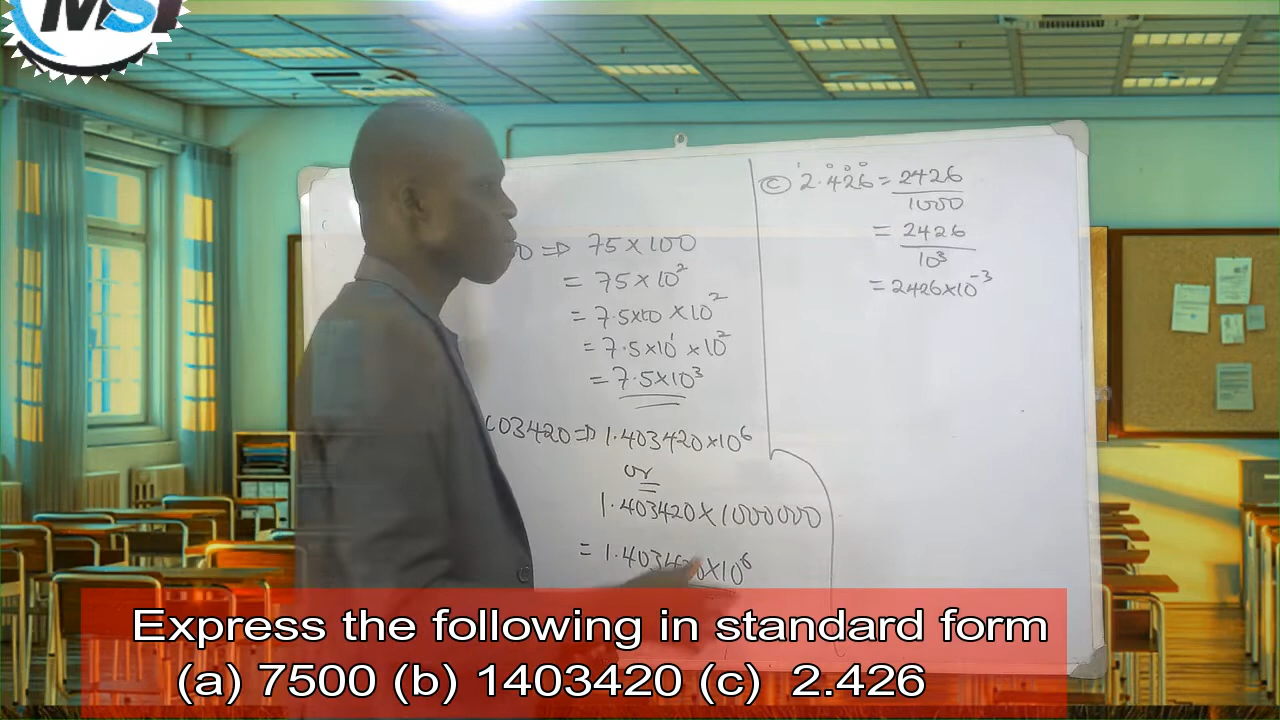 MSI
0 ⇒ 75 × 100
= 75 × 10²
= 7.5×10 × 10²
= 7.5×10¹ × 10²
= 7.5×10³
403420 ⇒ 1.403420×10⁶
or
1.403420×1000000
= 1.403420×10⁶
Ⓒ 2.426 = 2426/1000
= 2426/10³
= 2426×10⁻³
Express the following in standard form
(a) 7500 (b) 1403420 (c) 2.426